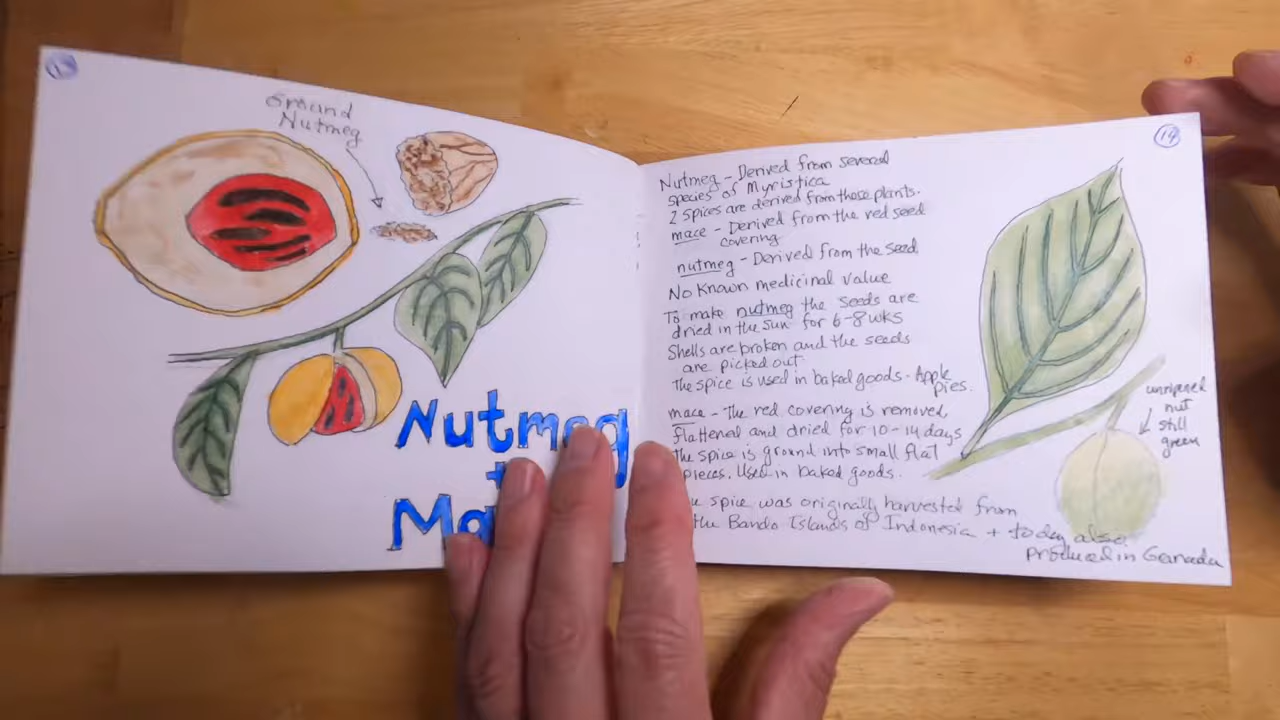 Ground
Nutmeg
Nutmeg
+
Ma
19
Nutmeg - Derived from several
species of Myristica
2 spices are derived from those plants.
mace - Derived from the red seed
covering
nutmeg - Derived from the seed.
No Known medicinal value
To make nutmeg the seeds are
dried in the sun for 6-8 wks
Shells are broken and the seeds
are picked out.
The spice is used in baked goods - Apple
pies.
mace - The red covering is removed,
flattened and dried for 10-14 days
the spice is ground into small flat
pieces. Used in baked goods.
spice was originally harvested from
the Bando Islands of Indonesia + today also
produced in Granada
unripened
nut
still
green